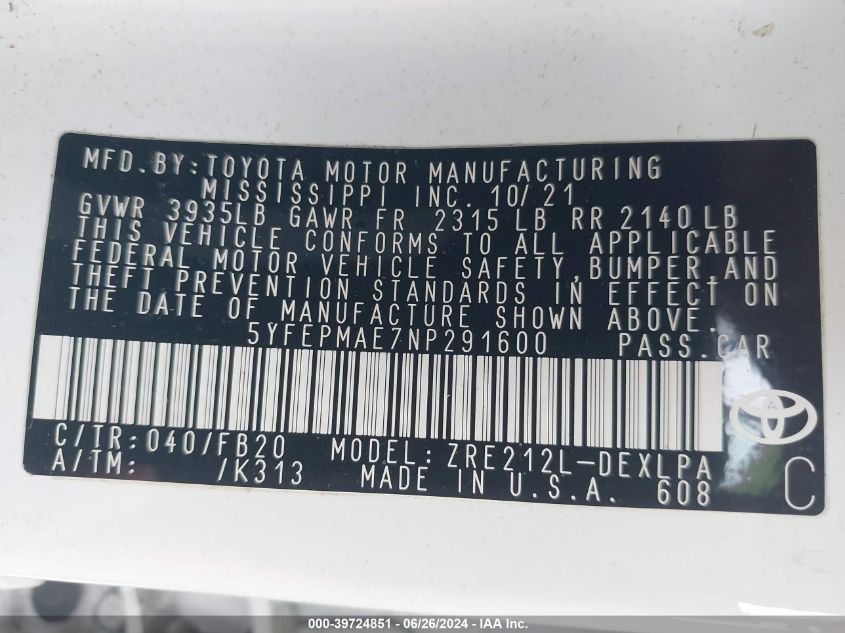 MFD.BY:TOYOTA MOTOR MANUFACTURING
MISSISSIPPI INC. 10/21
GVWR 3935LB GAWR FR 2315 LB RR 2140 LB
THIS VEHICLE CONFORMS TO ALL APPLICABLE
FEDERAL MOTOR VEHICLE SAFETY,BUMPER,AND
THEFT PREVENTION STANDARDS IN EFFECT ON
THE DATE OF MANUFACTURE SHOWN ABOVE.
5YFEPMAE7NP291600 PASS.CAR
C/TR:040/FB20 MODEL:ZRE212L-DEXLPA
A/TM: /K313 MADE IN U.S.A. 608 C
000-39724851 - 06/26/2024 - IAA Inc.